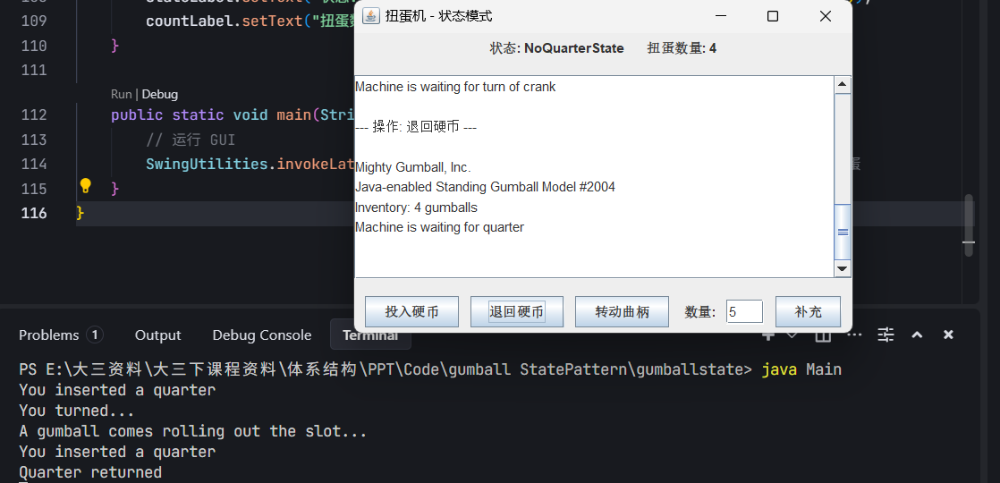 109 countLabel.setText("扭蛋数
110 }
111
Run | Debug
112 public static void main(Stri
113 // 运行 GUI
114 SwingUtilities.invokeLat
115 }
116 }
扭蛋机 - 状态模式
状态: NoQuarterState 扭蛋数量: 4
Machine is waiting for turn of crank
--- 操作: 退回硬币 ---
Mighty Gumball, Inc.
Java-enabled Standing Gumball Model #2004
Inventory: 4 gumballs
Machine is waiting for quarter
投入硬币 退回硬币 转动曲柄 数量: 5 补充
Problems 1 Output Debug Console Terminal
PS E:\大三资料\大三下课程资料\体系结构\PPT\Code\gumball StatePattern\gumballstate> java Main
You inserted a quarter
You turned...
A gumball comes rolling out the slot...
You inserted a quarter
Quarter returned